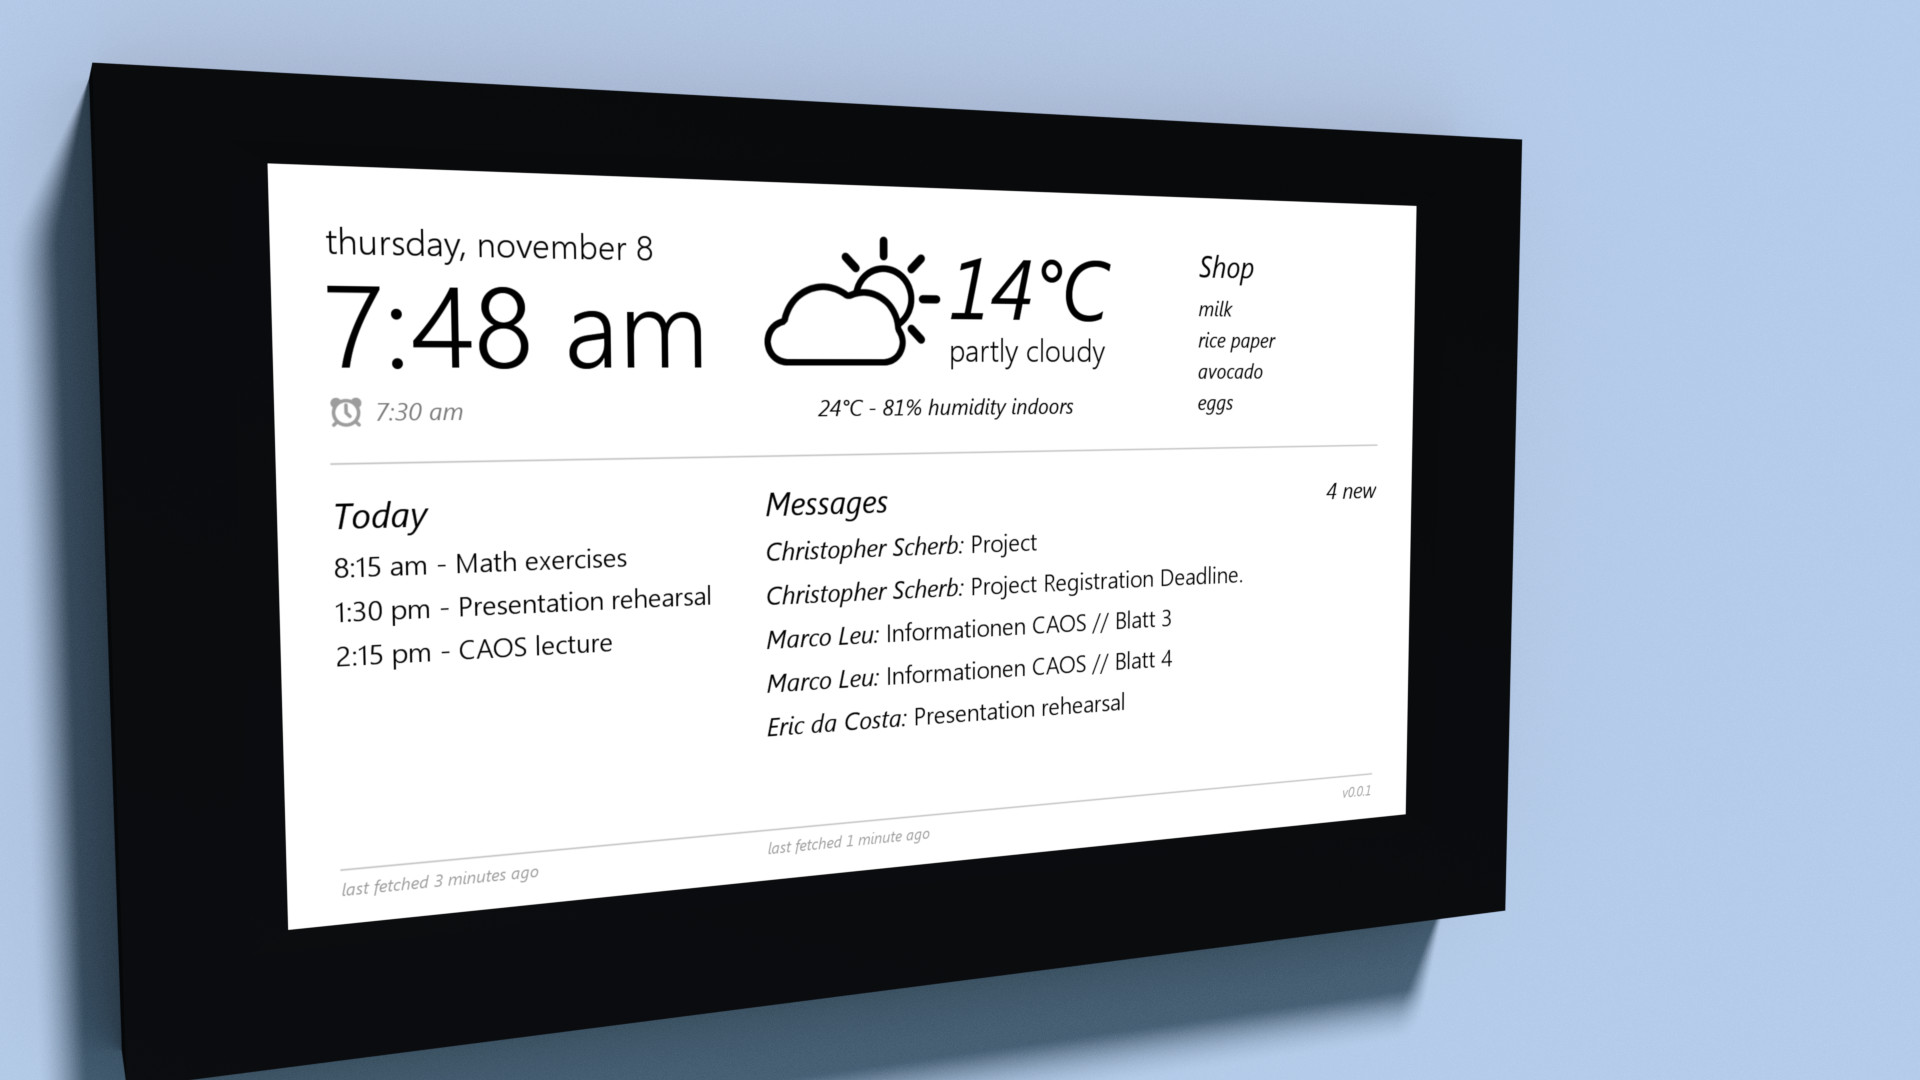 thursday, november 8
7:48 am
7:30 am
14°C
partly cloudy
24°C - 81% humidity indoors
Shop
milk
rice paper
avocado
eggs
Today
8:15 am - Math exercises
1:30 pm - Presentation rehearsal
2:15 pm - CAOS lecture
Messages
4 new
Christopher Scherb: Project
Christopher Scherb: Project Registration Deadline.
Marco Leu: Informationen CAOS // Blatt 3
Marco Leu: Informationen CAOS // Blatt 4
Eric da Costa: Presentation rehearsal
last fetched 3 minutes ago
last fetched 1 minute ago
v0.0.1